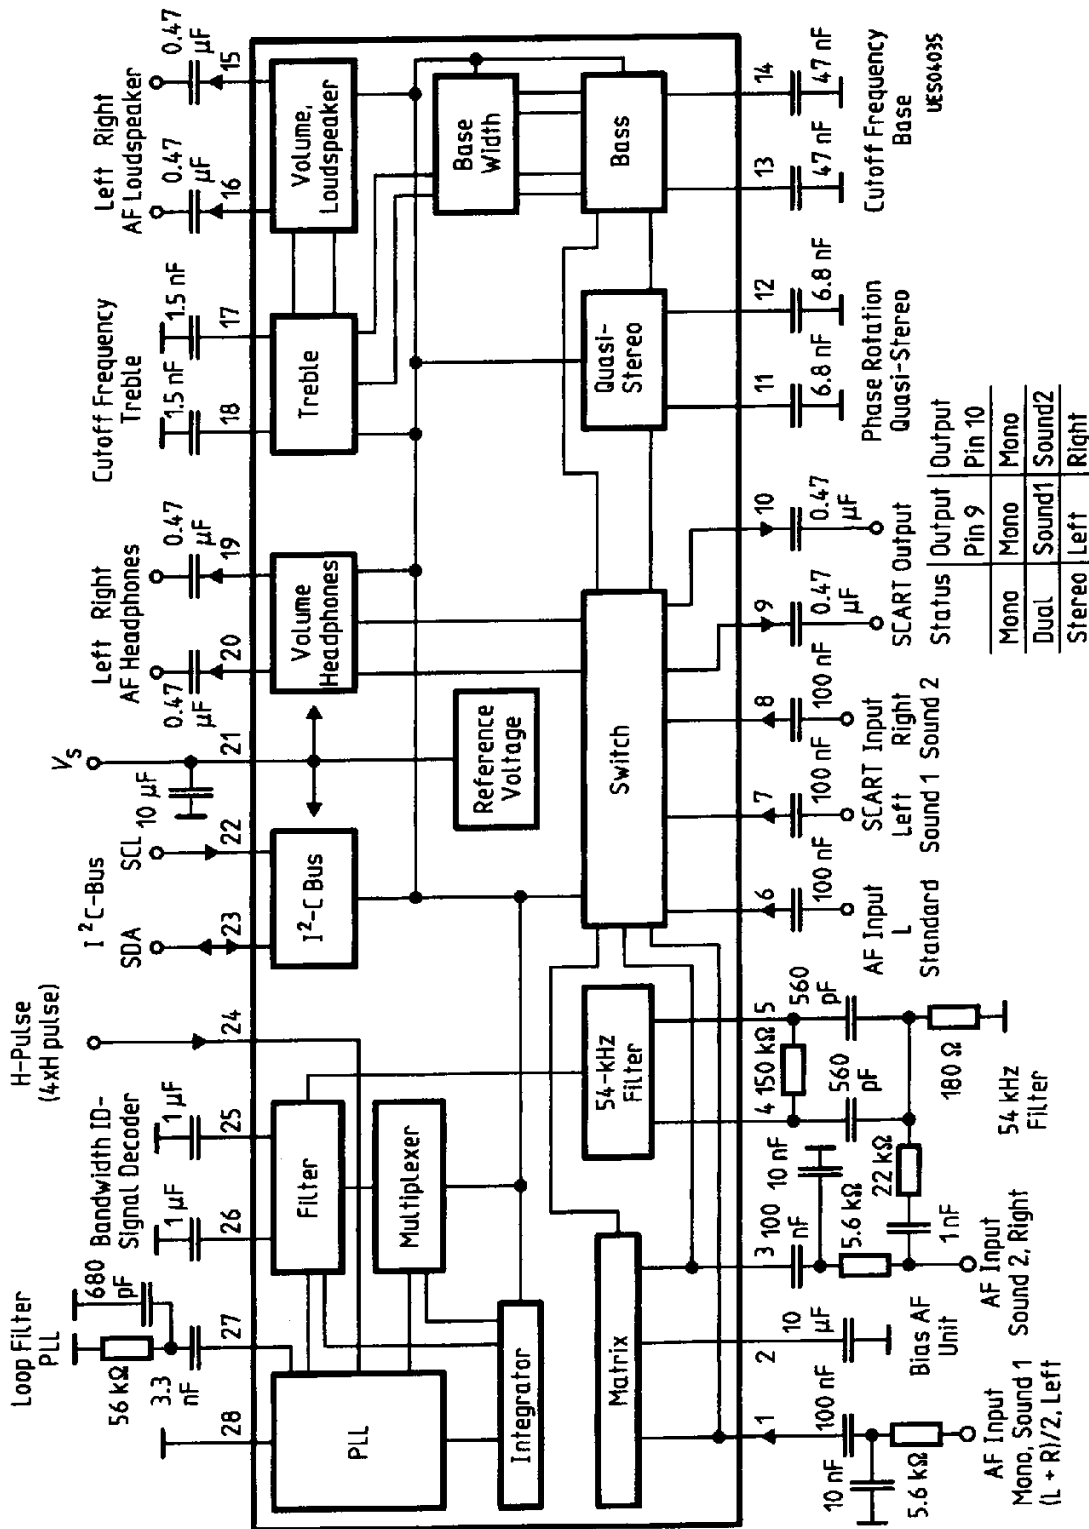 Loop Filter
PLL
56 kΩ
680
pF
3.3
nF
Bandwidth ID-
Signal Decoder
1 µF
1 µF
H-Pulse
(4xH pulse)
I²C-Bus
SDA
SCL
10 µF
VS
Left Right
AF Headphones
0.47
µF
0.47
µF
Cutoff Frequency
Treble
1.5 nF
1.5 nF
Left Right
AF Loudspeaker
0.47
µF
0.47
µF
28
27
26
25
24
23
22
21
20
19
18
17
16
15
PLL
Filter
Multiplexer
Integrator
I²-C Bus
Reference
Voltage
Volume
Headphones
Treble
Volume,
Loudspeaker
Base
Width
Matrix
54-kHz
Filter
Switch
Quasi-
Stereo
Bass
1
2
3
4
5
6
7
8
9
10
11
12
13
14
10 nF
100 nF
5.6 kΩ
AF Input
Mono, Sound 1
(L + R)/2, Left
10
µF
Bias AF
Unit
100
nF
10 nF
5.6 kΩ
1 nF
22 kΩ
AF Input
Sound 2, Right
150 kΩ
560
pF
560
pF
180 Ω
54 kHz
Filter
100 nF
AF Input
L
Standard
100 nF
100 nF
SCART Input
Left Right
Sound 1 Sound 2
0.47
µF
0.47
µF
SCART Output
Status Output Output
Pin 9 Pin 10
Mono Mono Mono
Dual Sound1 Sound2
Stereo Left Right
6.8 nF
6.8 nF
Phase Rotation
Quasi-Stereo
47 nF
47 nF
Cutoff Frequency
Base
UES04035